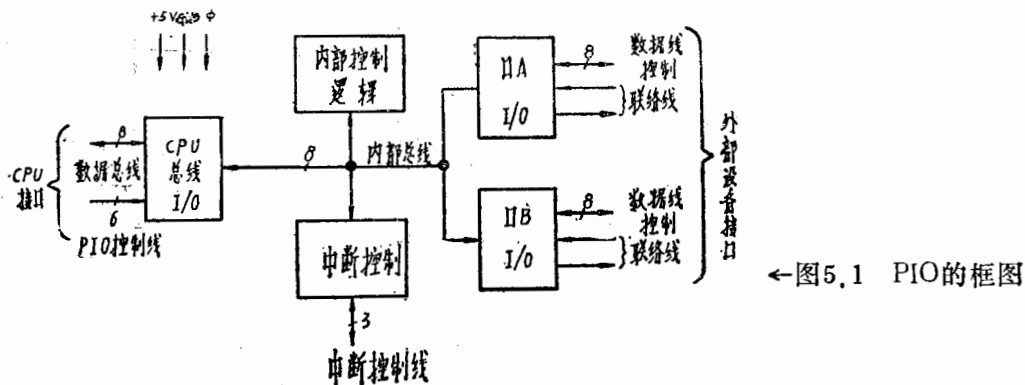 +5V GND Φ
内部控制
逻辑
口A
I/O
8
数据线
控制
联络线
CPU
接口
8
数据总线
6
PIO控制线
CPU
总线
I/O
8
内部总线
中断控制
3
中断控制线
口B
I/O
8
数据线
控制
联络线
外部设备接口
←图5.1 PIO的框图